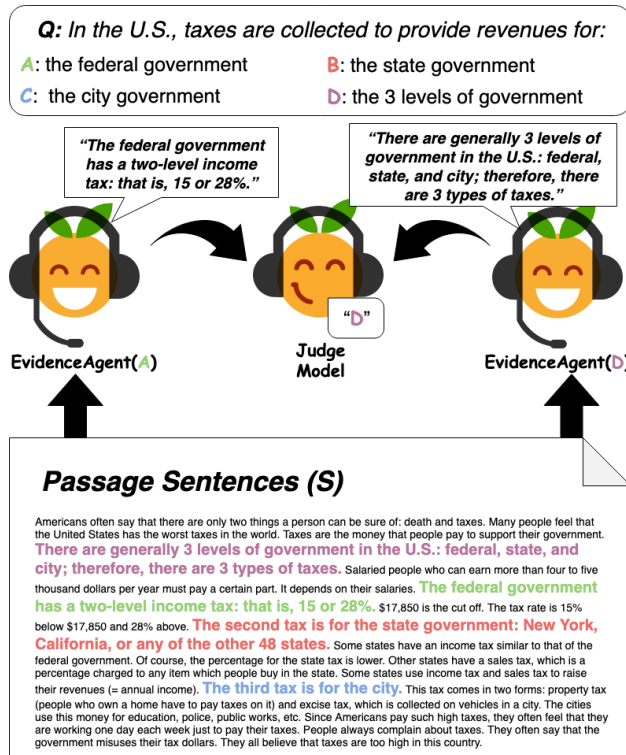 Q: In the U.S., taxes are collected to provide revenues for:
A: the federal government
B: the state government
C: the city government
D: the 3 levels of government
“The federal government
has a two-level income
tax: that is, 15 or 28%.”
“There are generally 3 levels of
government in the U.S.: federal,
state, and city; therefore, there
are 3 types of taxes.”
“D”
EvidenceAgent(A)
Judge
Model
EvidenceAgent(D)
Passage Sentences (S)
Americans often say that there are only two things a person can be sure of: death and taxes. Many people feel that
the United States has the worst taxes in the world. Taxes are the money that people pay to support their government.
There are generally 3 levels of government in the U.S.: federal, state, and
city; therefore, there are 3 types of taxes. Salaried people who can earn more than four to five
thousand dollars per year must pay a certain part. It depends on their salaries. The federal government
has a two-level income tax: that is, 15 or 28%. $17,850 is the cut off. The tax rate is 15%
below $17,850 and 28% above. The second tax is for the state government: New York,
California, or any of the other 48 states. Some states have an income tax similar to that of the
federal government. Of course, the percentage for the state tax is lower. Other states have a sales tax, which is a
percentage charged to any item which people buy in the state. Some states use income tax and sales tax to raise
their revenues (= annual income). The third tax is for the city. This tax comes in two forms: property tax
(people who own a home have to pay taxes on it) and excise tax, which is collected on vehicles in a city. The cities
use this money for education, police, public works, etc. Since Americans pay such high taxes, they often feel that they
are working one day each week just to pay their taxes. People always complain about taxes. They often say that the
government misuses their tax dollars. They all believe that taxes are too high in this country.